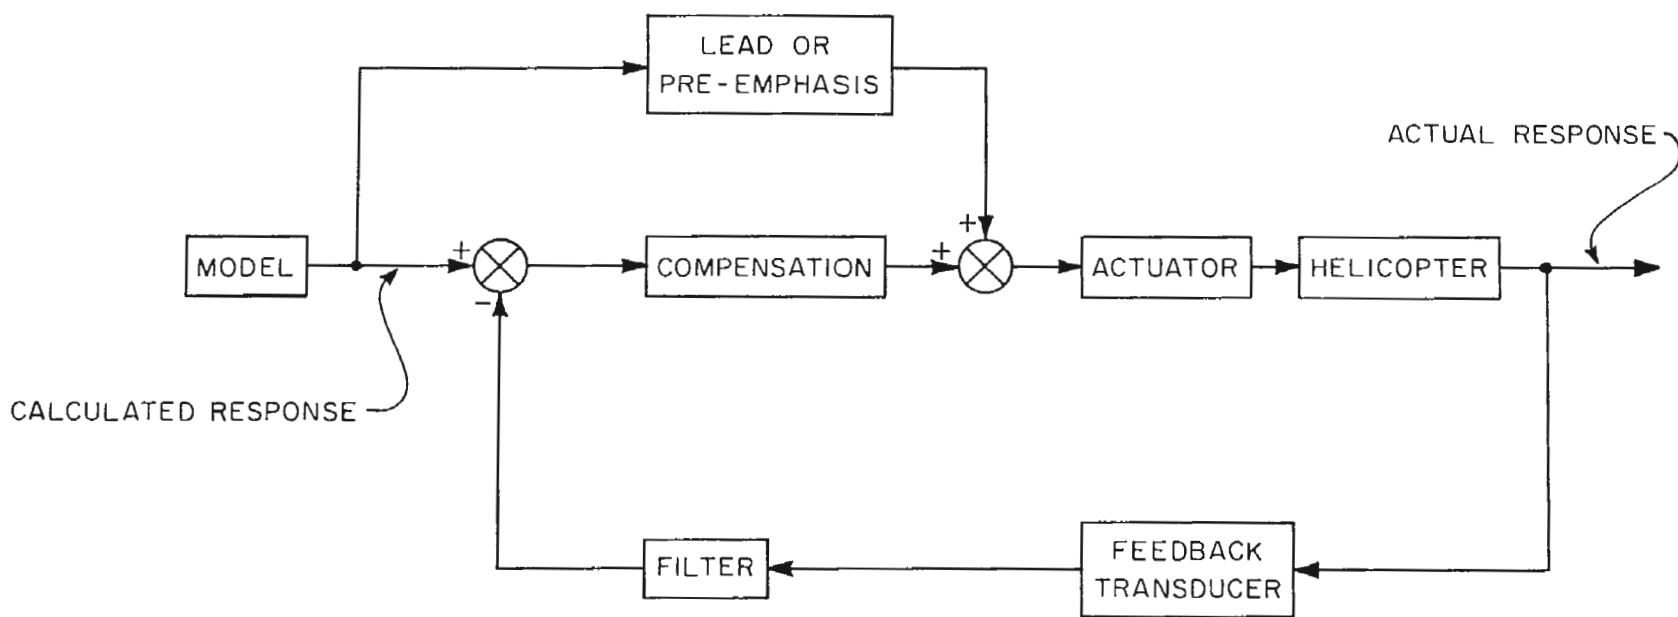 LEAD OR
PRE-EMPHASIS
ACTUAL RESPONSE
+
+
+
MODEL
COMPENSATION
ACTUATOR
HELICOPTER
-
CALCULATED RESPONSE
FILTER
FEEDBACK
TRANSDUCER